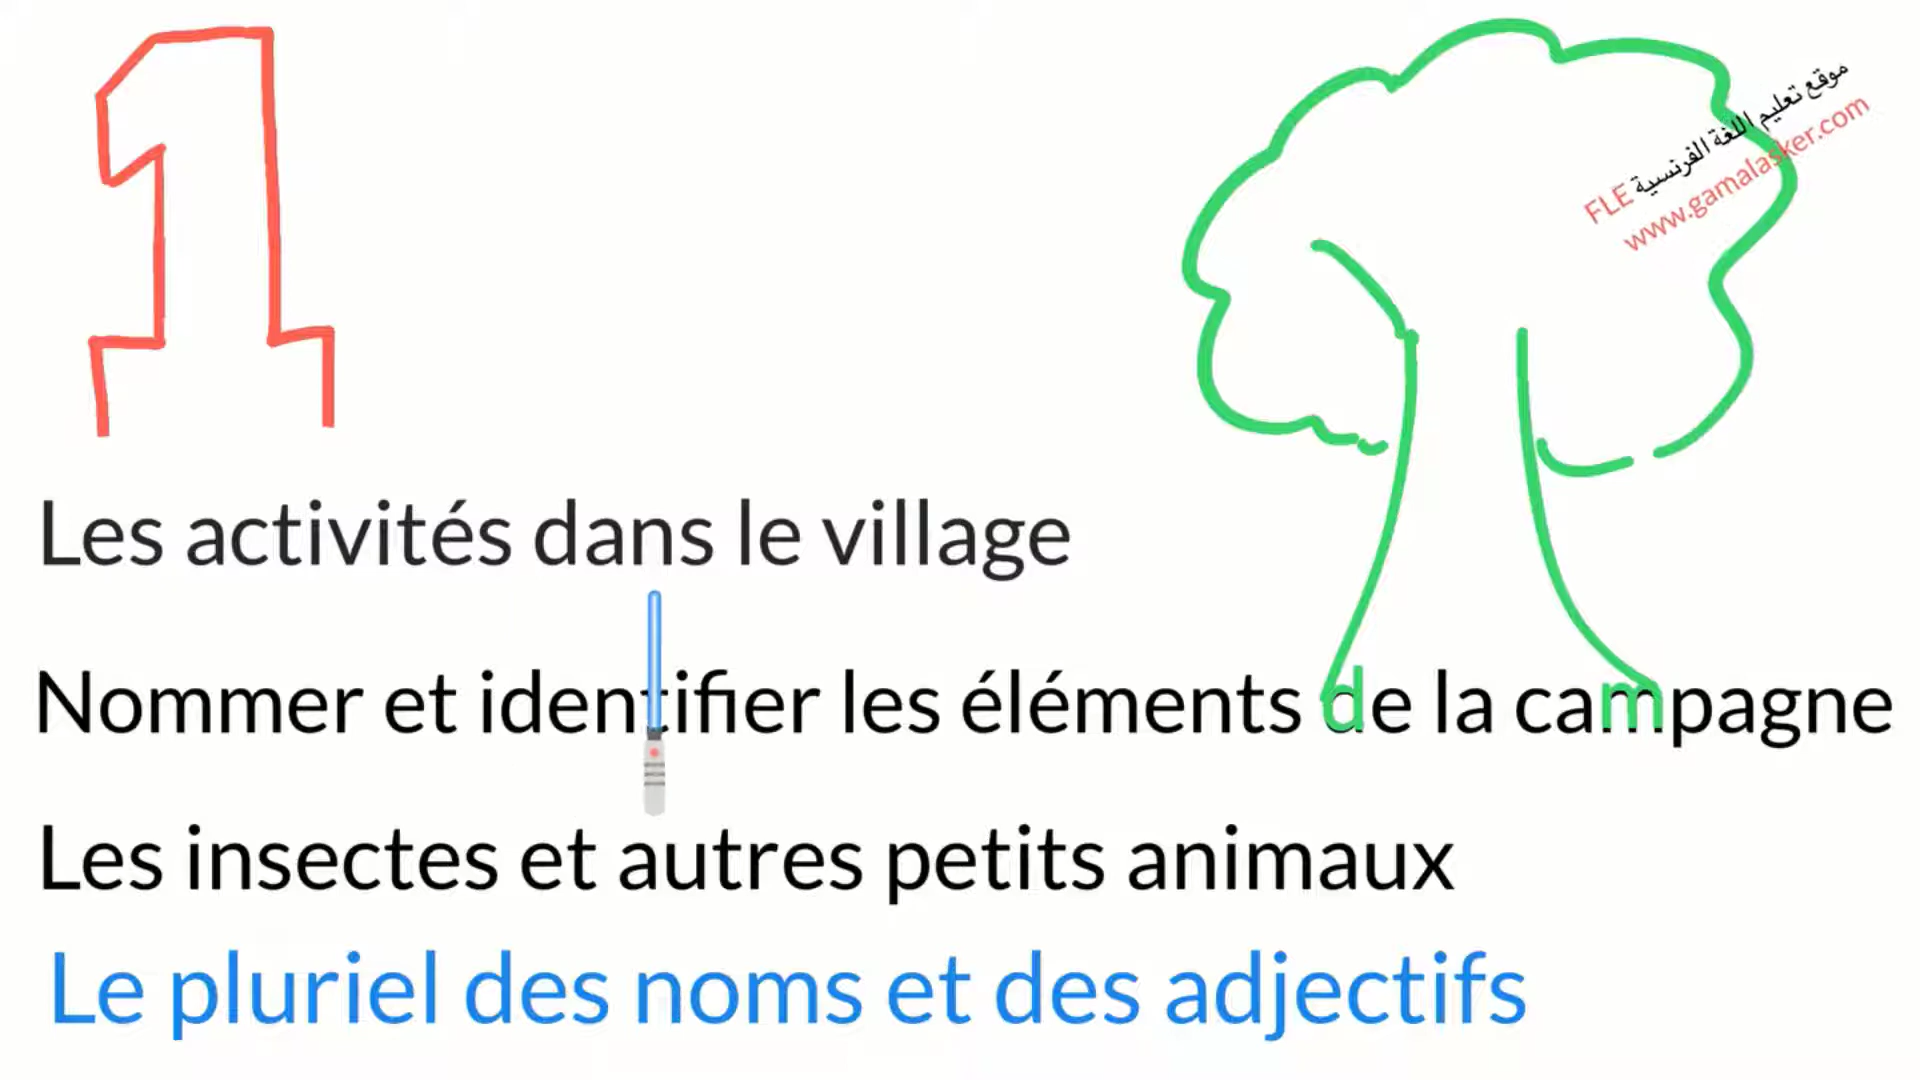 1
موقع تعليم اللغة الفرنسية FLE
www.gamalasker.com
Les activités dans le village
Nommer et identifier les éléments de la campagne
Les insectes et autres petits animaux
Le pluriel des noms et des adjectifs